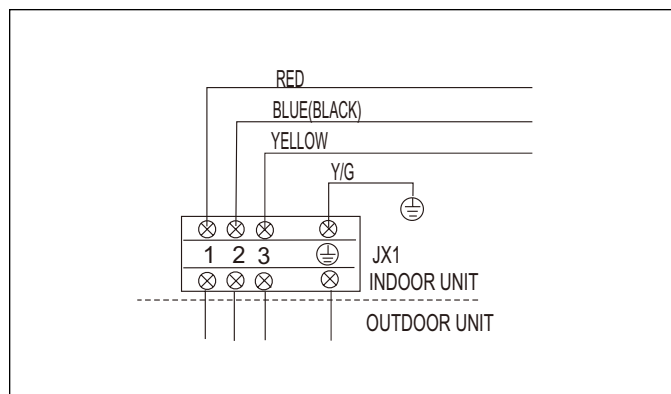 RED
BLUE(BLACK)
YELLOW
Y/G
1 2 3 JX1
INDOOR UNIT
OUTDOOR UNIT